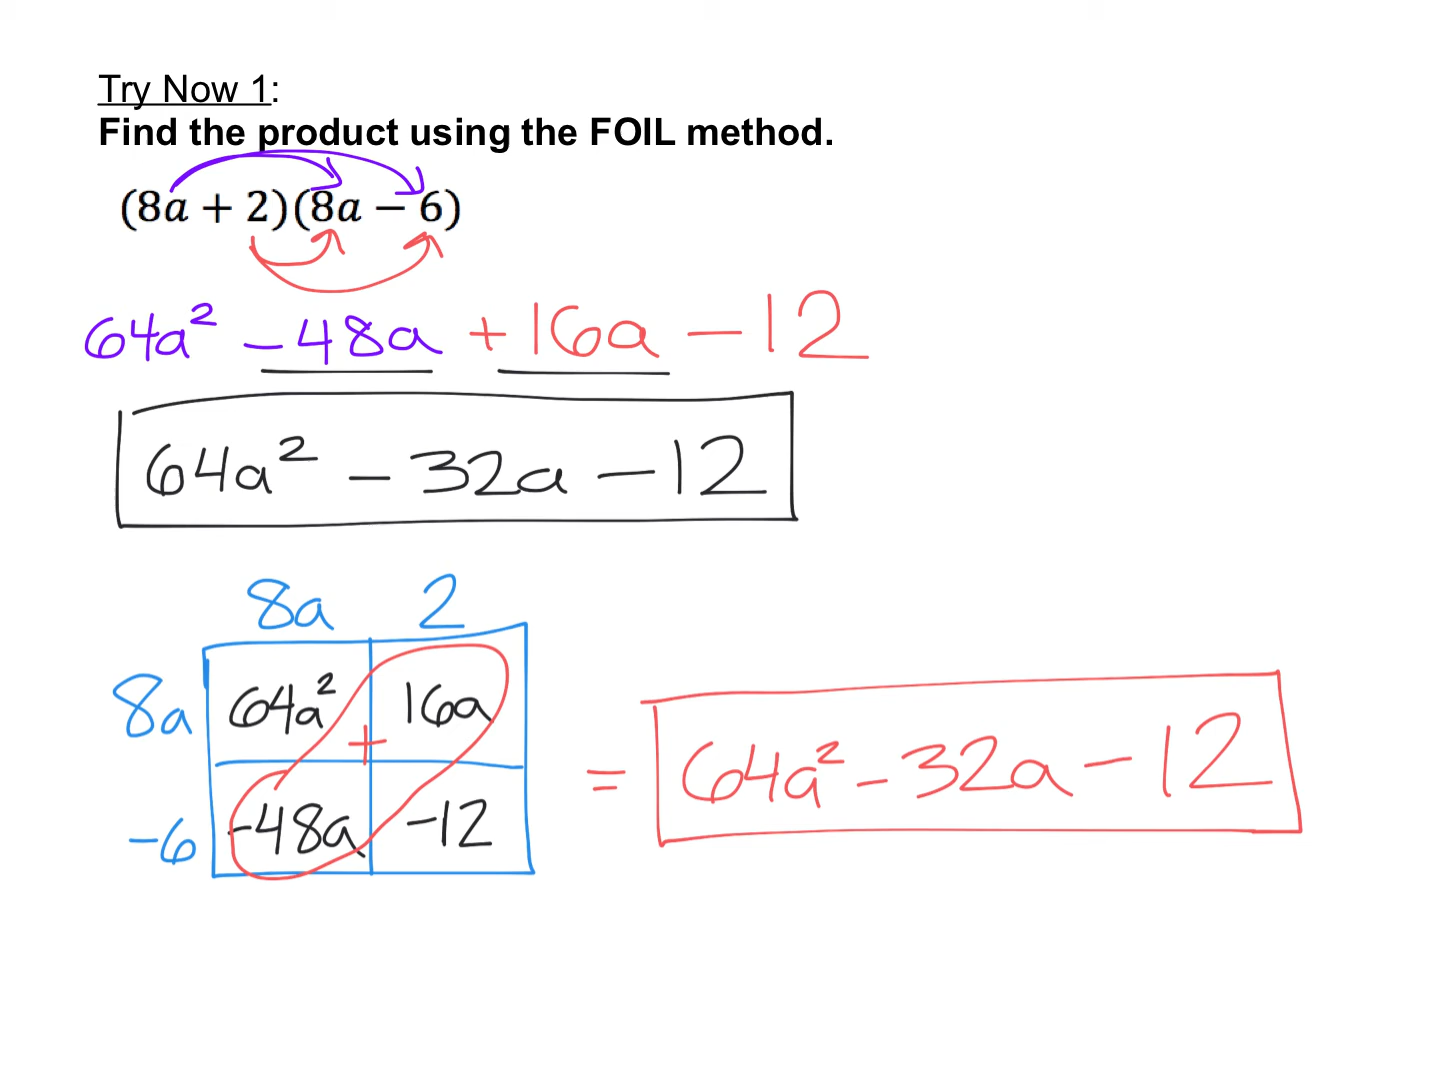 Try Now 1:
Find the product using the FOIL method.
(8a + 2)(8a − 6)
64a² − 48a + 16a − 12
64a² − 32a − 12
8a 2
8a 64a² 16a
+
-6 -48a -12
= 64a² − 32a − 12